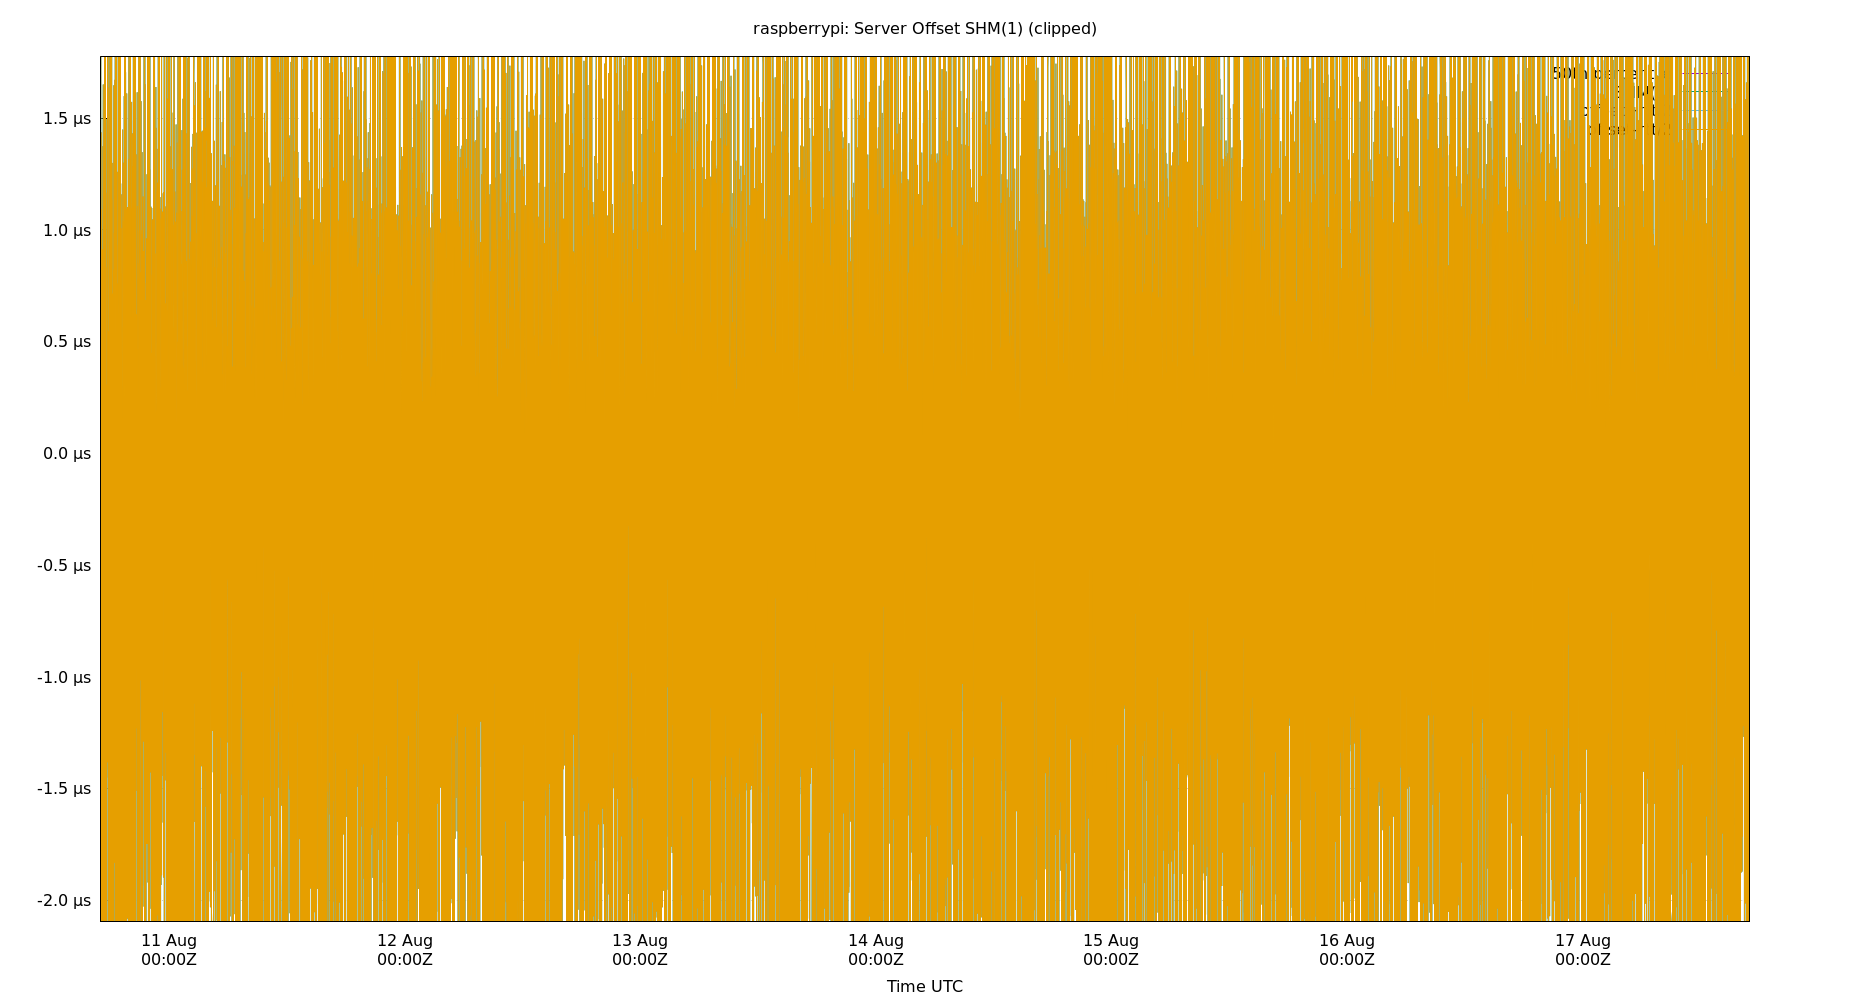 raspberrypi: Server Offset SHM(1) (clipped)
1.5 µs
1.0 µs
0.5 µs
0.0 µs
-0.5 µs
-1.0 µs
-1.5 µs
-2.0 µs
11 Aug 12 Aug 13 Aug 14 Aug 15 Aug 16 Aug 17 Aug
00:00Z 00:00Z 00:00Z 00:00Z 00:00Z 00:00Z 00:00Z
Time UTC